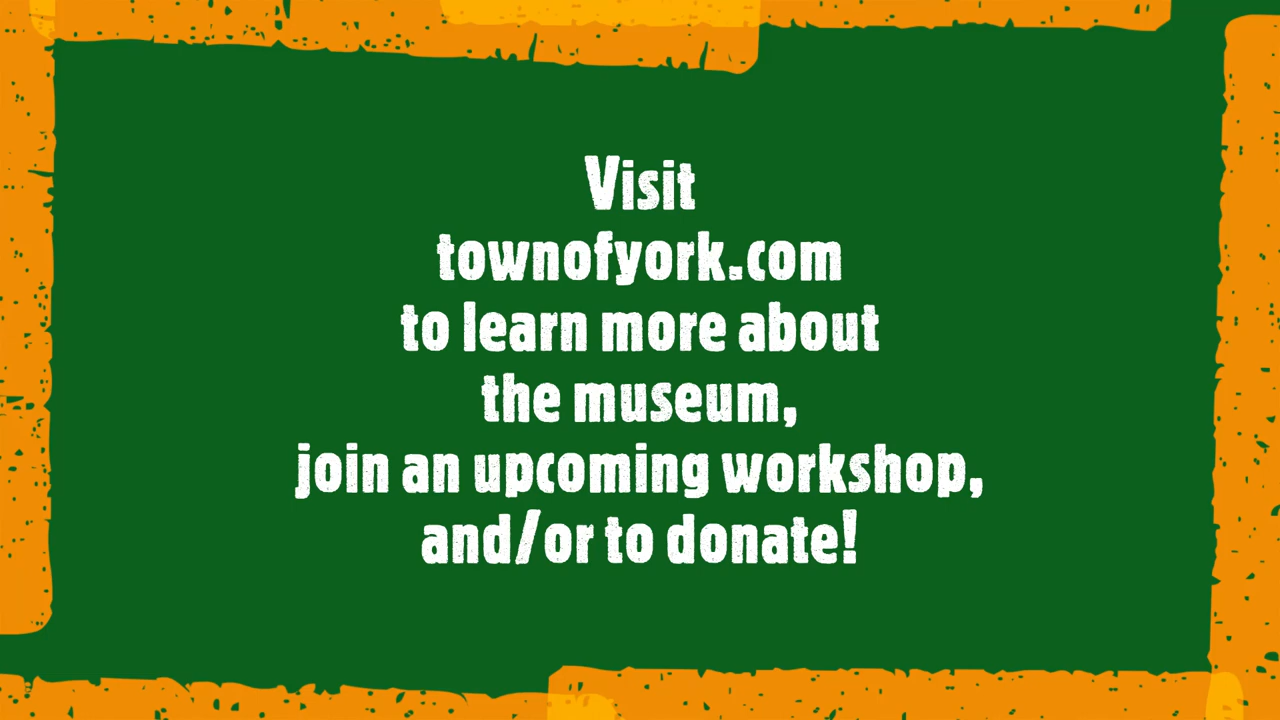 Visit
townofyork.com
to learn more about
the museum,
join an upcoming workshop,
and/or to donate!